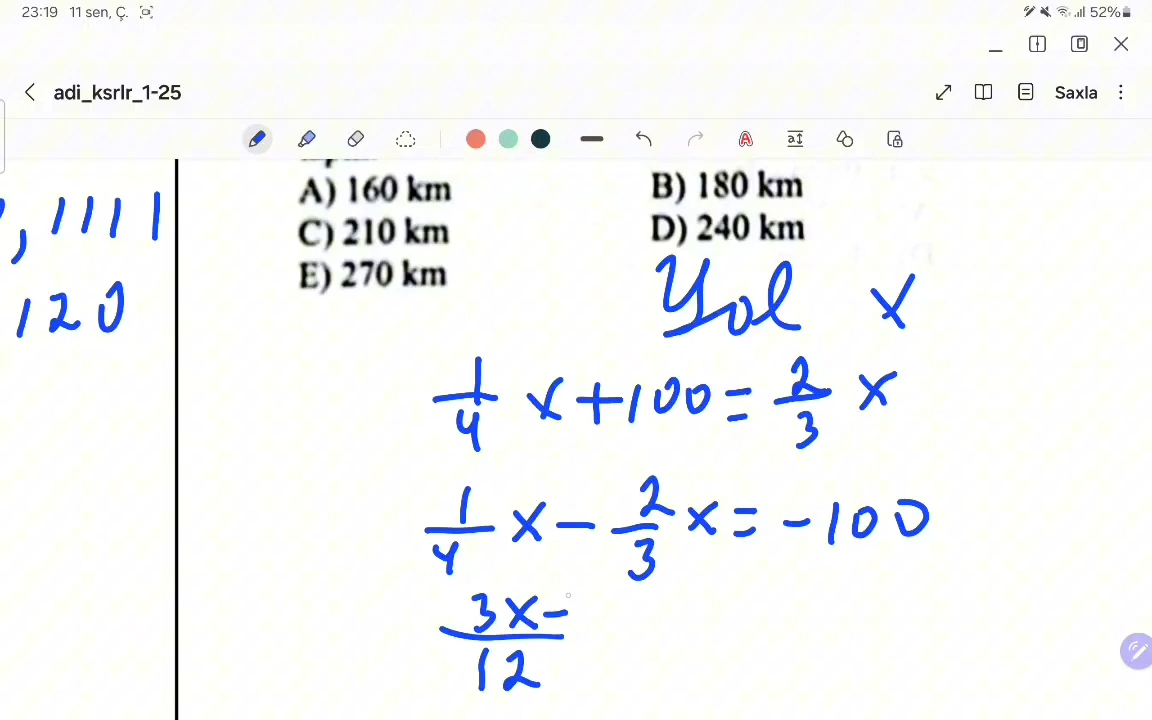 23:19 11 sen, Ç. 52%
adi_ksrlr_1-25 Saxla
A) 160 km B) 180 km
C) 210 km D) 240 km
E) 270 km
, 1111
120
Yol x
1/4 x + 100 = 2/3 x
1/4 x - 2/3 x = - 100
3x - / 12